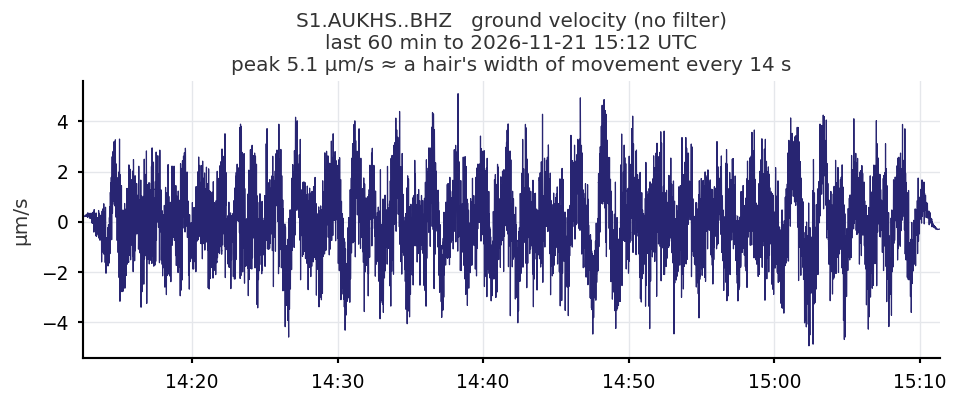 S1.AUKHS..BHZ   ground velocity (no filter)
last 60 min to 2026-11-21 15:12 UTC
peak 5.1 µm/s ≈ a hair's width of movement every 14 s
µm/s
4
2
0
−2
−4
14:20
14:30
14:40
14:50
15:00
15:10